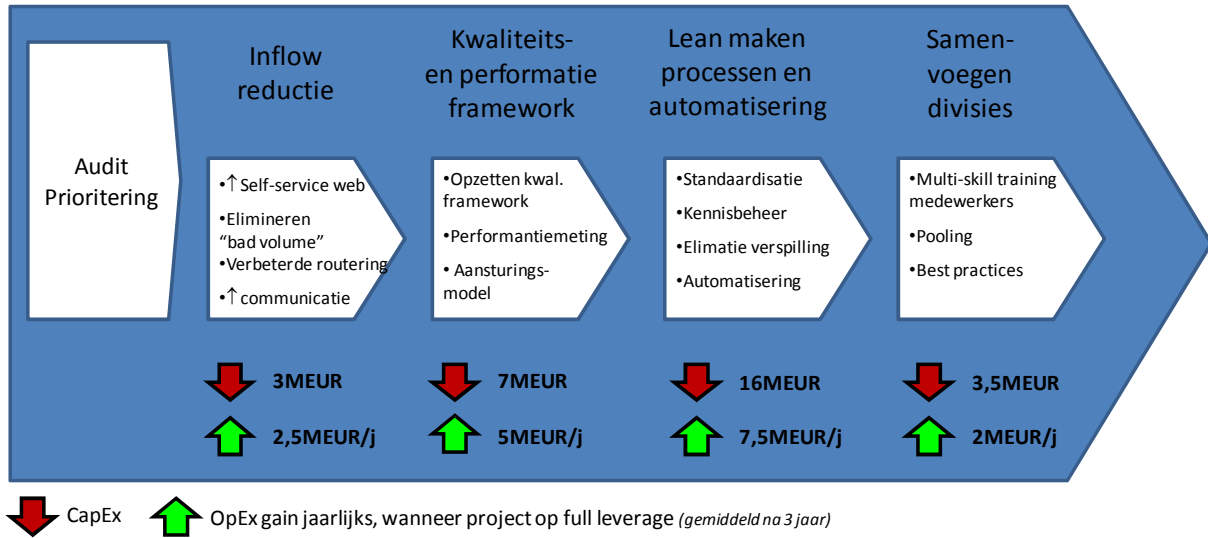 Audit
Prioritering
Inflow
reductie
•↑ Self-service web
•Elimineren
“bad volume”
•Verbeterde routering
•↑ communicatie
3MEUR
2,5MEUR/j
Kwaliteits-
en performatie
framework
•Opzetten kwal.
framework
•Performantiemeting
• Aansturings-
model
7MEUR
5MEUR/j
Lean maken
processen en
automatisering
•Standaardisatie
•Kennisbeheer
•Elimatie verspilling
•Automatisering
16MEUR
7,5MEUR/j
Samen-
voegen
divisies
•Multi-skill training
medewerkers
•Pooling
•Best practices
3,5MEUR
2MEUR/j
CapEx
OpEx gain jaarlijks, wanneer project op full leverage (gemiddeld na 3 jaar)